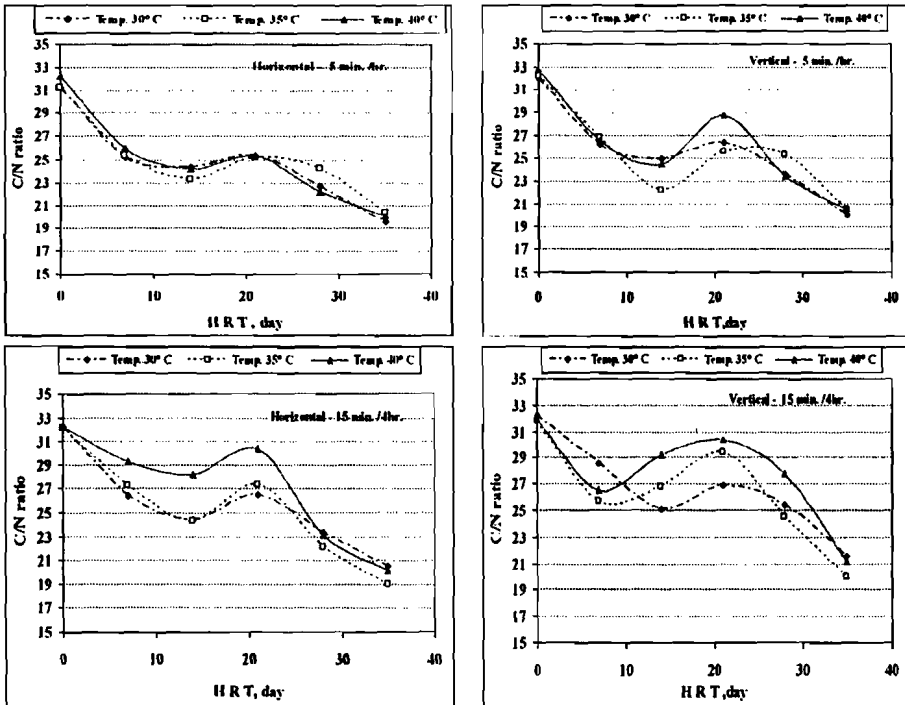 Temp. 30° C Temp. 35° C Temp. 40° C
Horizontal - 5 min. /hr.
C/N ratio
35
33
31
29
27
25
23
21
19
17
15
0 10 20 30 40
H R T, day
Temp. 30° C Temp. 35° C Temp. 40° C
Vertical - 5 min. /hr.
C/N ratio
35
33
31
29
27
25
23
21
19
17
15
0 10 20 30 40
H R T,day
Temp. 30° C Temp. 35° C Temp. 40° C
Horizontal - 15 min. /4hr.
C/N ratio
35
33
31
29
27
25
23
21
19
17
15
0 10 20 30 40
H R T, day
Temp. 30° C Temp. 35° C Temp. 40° C
Vertical - 15 min. /4hr.
C/N ratio
35
33
31
29
27
25
23
21
19
17
15
0 10 20 30 40
H R T, day